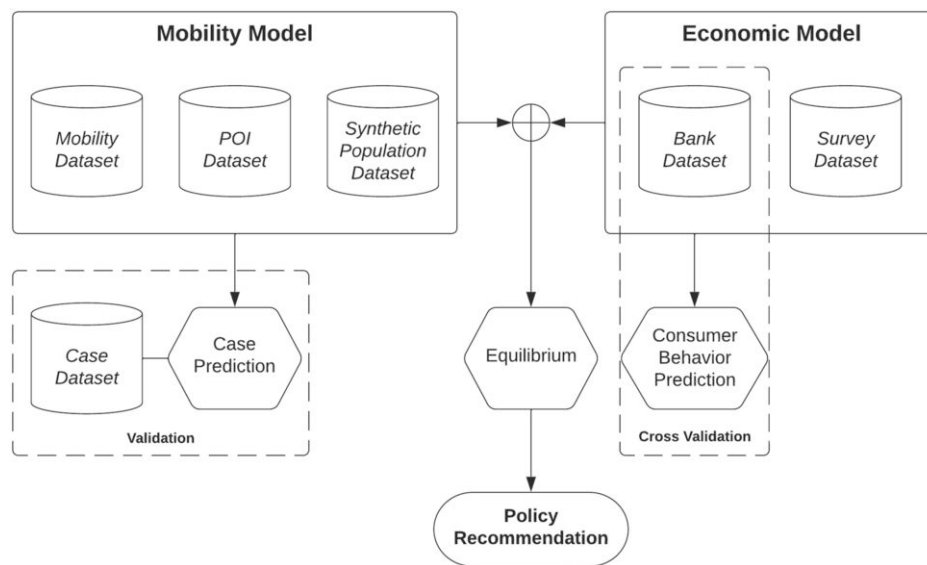 Mobility Model
Economic Model
Mobility
Dataset
POI
Dataset
Synthetic
Population
Dataset
Bank
Dataset
Survey
Dataset
Case
Dataset
Case
Prediction
Validation
Equilibrium
Consumer
Behavior
Prediction
Cross Validation
Policy
Recommendation